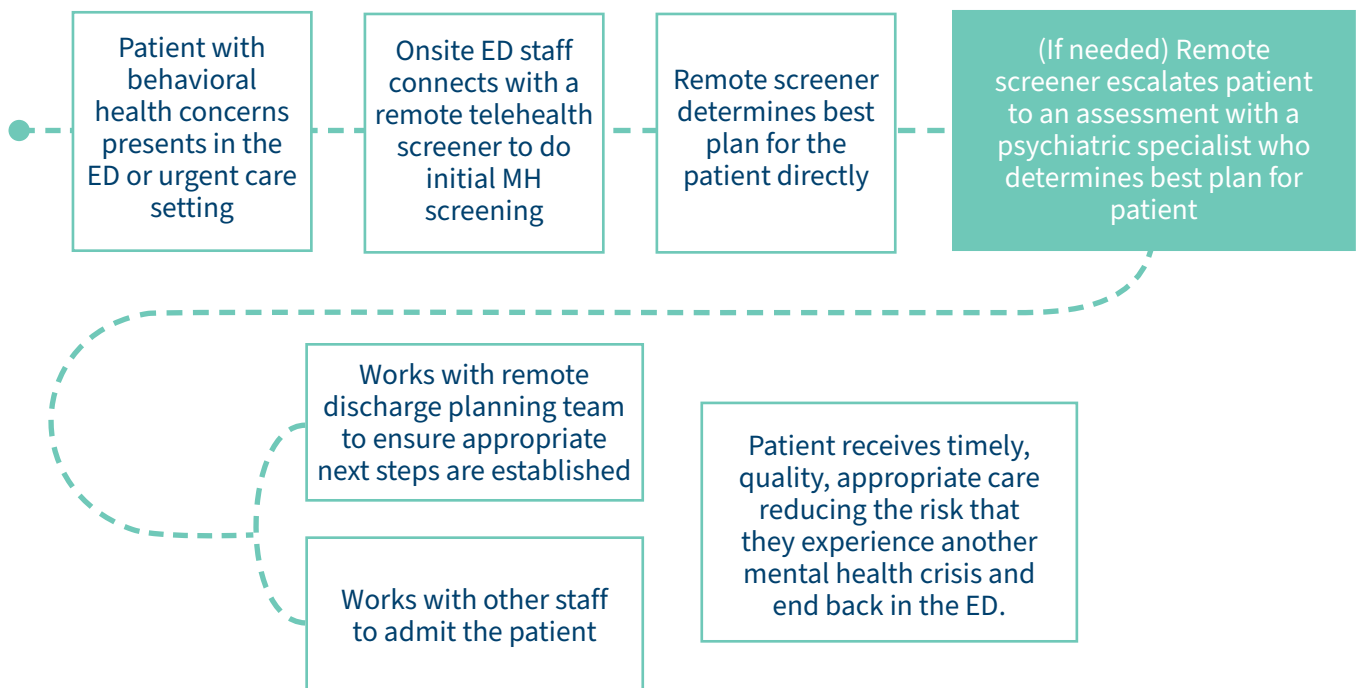 Patient with
behavioral
health concerns
presents in the
ED or urgent care
setting
Onsite ED staff
connects with a
remote telehealth
screener to do
initial MH
screening
Remote screener
determines best
plan for the
patient directly
(If needed) Remote
screener escalates patient
to an assessment with a
psychiatric specialist who
determines best plan for
patient
Works with remote
discharge planning team
to ensure appropriate
next steps are established
Works with other staff
to admit the patient
Patient receives timely,
quality, appropriate care
reducing the risk that
they experience another
mental health crisis and
end back in the ED.